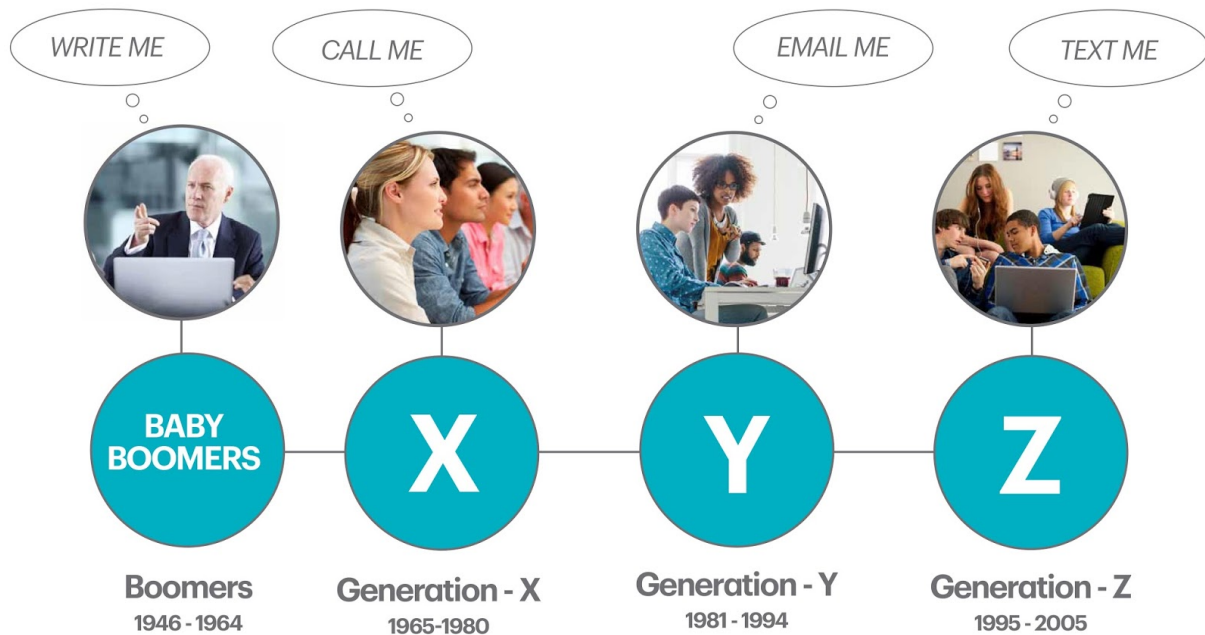 WRITE ME
CALL ME
EMAIL ME
TEXT ME
BABY
BOOMERS
X
Y
Z
Boomers
1946 - 1964
Generation - X
1965-1980
Generation - Y
1981 - 1994
Generation - Z
1995 - 2005